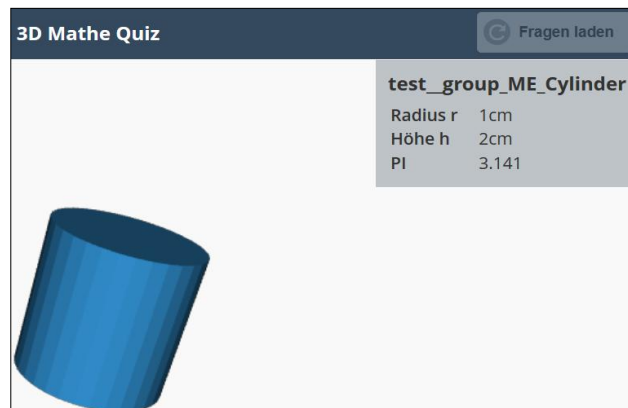 3D Mathe Quiz
Fragen laden
test__group_ME_Cylinder
Radius r 1cm
Höhe h 2cm
PI 3.141